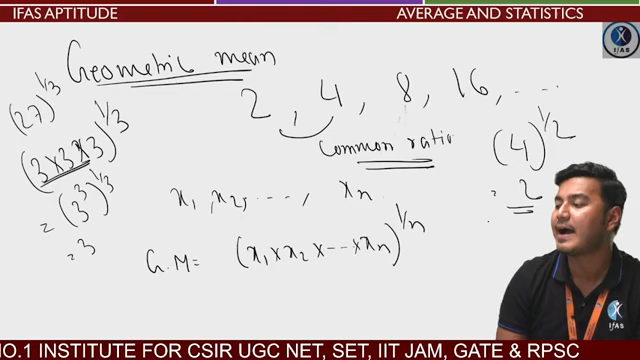 IFAS APTITUDE
AVERAGE AND STATISTICS
IFAS
Geometric mean
(27)^1/3
2, 4, 8, 16, ....
Common ratio
(3×3×3)^1/3
(4)^1/2
= (3³)^1/3
= 2
= 3
x₁, x₂, ...., xₙ
G.M= (x₁ × x₂ × --- × xₙ)^1/n
IFAS
NO.1 INSTITUTE FOR CSIR UGC NET, SET, IIT JAM, GATE & RPSC